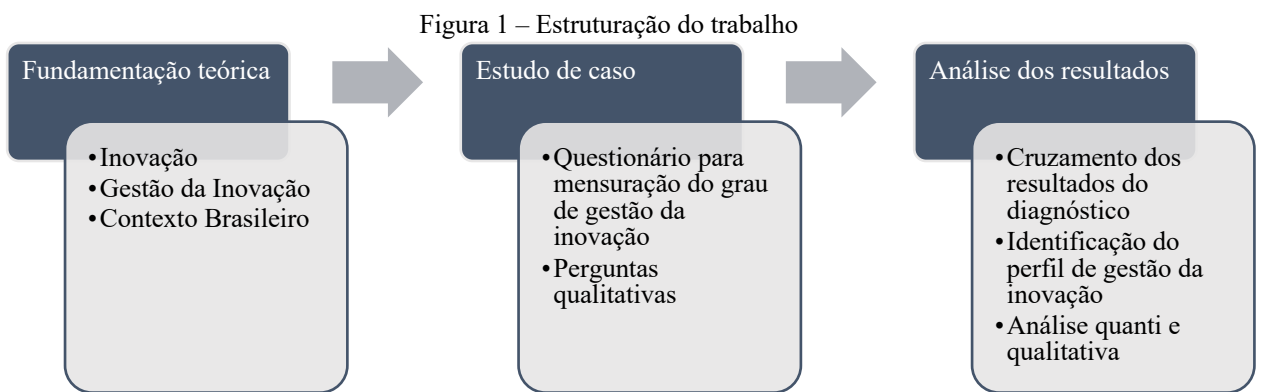 Figura 1 – Estruturação do trabalho
Fundamentação teórica
•Inovação
•Gestão da Inovação
•Contexto Brasileiro
Estudo de caso
•Questionário para
mensuração do grau
de gestão da
inovação
•Perguntas
qualitativas
Análise dos resultados
•Cruzamento dos
resultados do
diagnóstico
•Identificação do
perfil de gestão da
inovação
•Análise quanti e
qualitativa